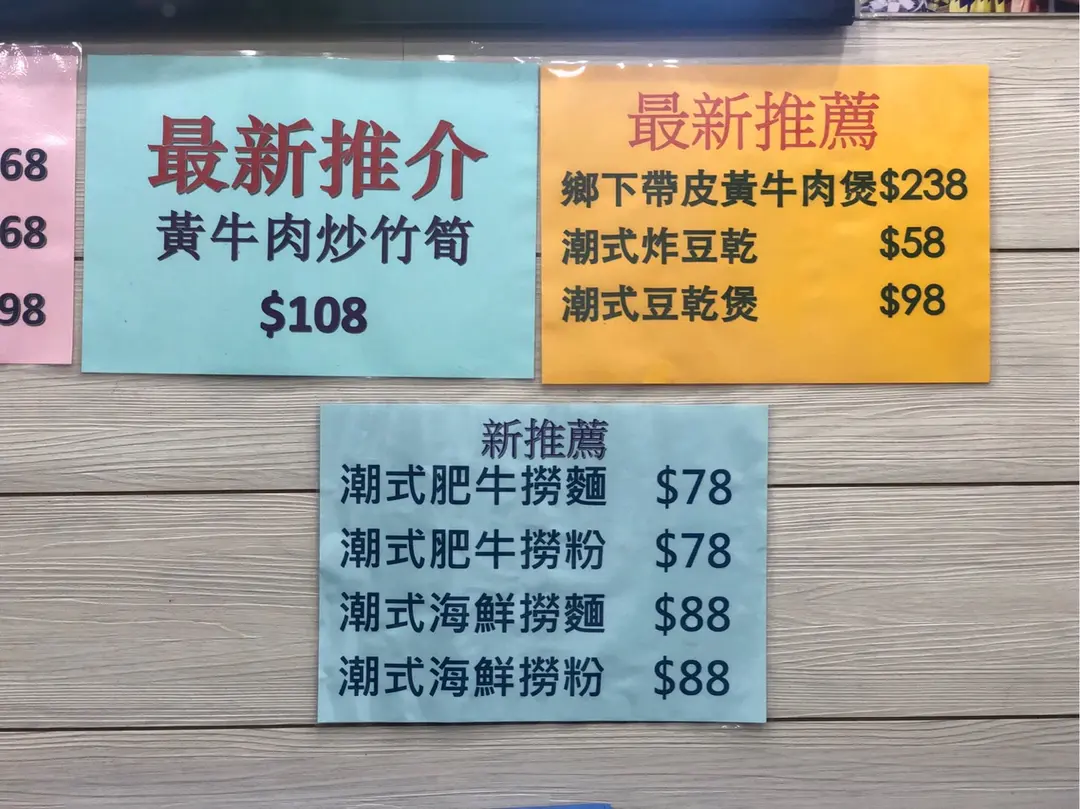 68
68
98
最新推介
黃牛肉炒竹筍
$108
最新推薦
鄉下帶皮黃牛肉煲$238
潮式炸豆乾 $58
潮式豆乾煲 $98
新推薦
潮式肥牛撈麵 $78
潮式肥牛撈粉 $78
潮式海鮮撈麵 $88
潮式海鮮撈粉 $88